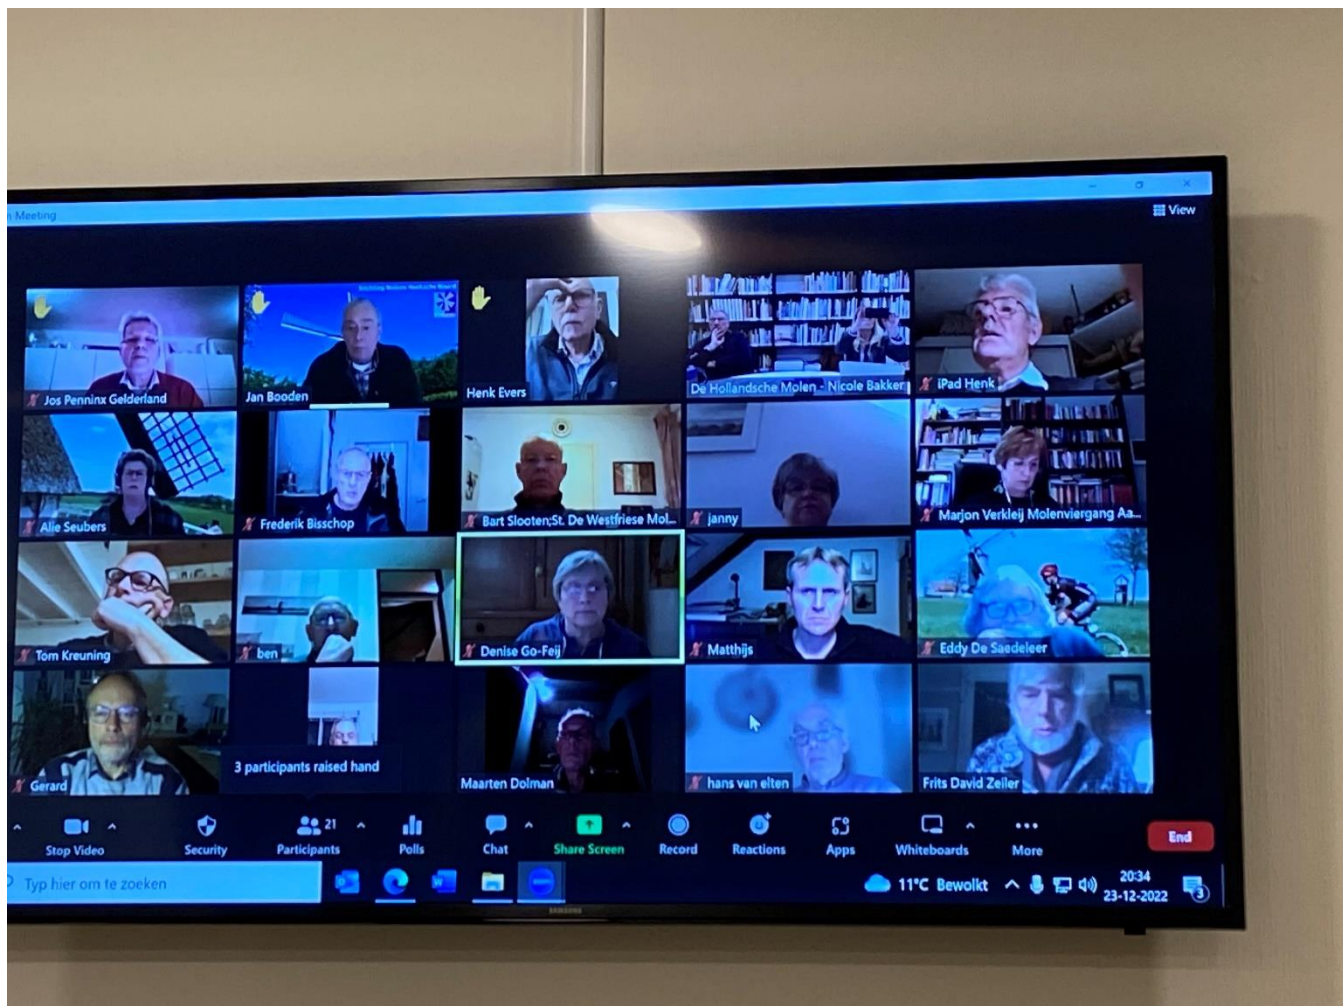 Meeting
View
Jos Penninx Gelderland
Jan Booden
Henk Evers
De Hollandsche Molen - Nicole Bakker
iPad Henk
Alie Seubers
Frederik Bisschop
Bart Slooten;St. De Westfriese Mol...
janny
Marjon Verkleij Molenviergang Aa...
Tom Kreuning
ben
Denise Go-Feij
Matthijs
Eddy De Saedeleer
Gerard
3 participants raised hand
Maarten Dolman
hans van elten
Frits David Zeiler
21
Stop Video
Security
Participants
Polls
Chat
Share Screen
Record
Reactions
Apps
Whiteboards
More
End
Typ hier om te zoeken
11°C Bewolkt
20:34
23-12-2022
3
SAMSUNG